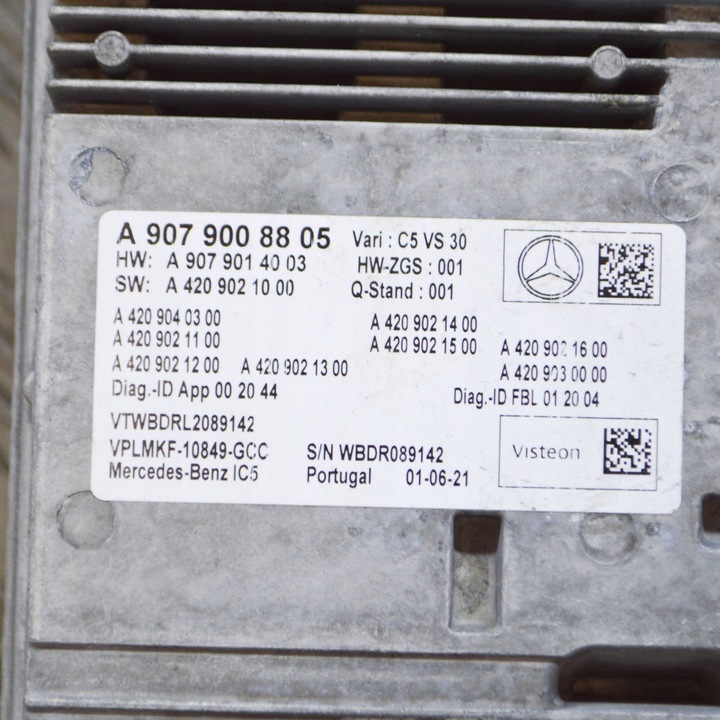 A 907 900 88 05 Vari : C5 VS 30
HW: A 907 901 40 03 HW-ZGS : 001
SW: A 420 902 10 00 Q-Stand : 001
A 420 904 03 00 A 420 902 14 00
A 420 902 11 00 A 420 902 15 00 A 420 902 16 00
A 420 902 12 00 A 420 902 13 00 A 420 903 00 00
Diag.-ID App 00 20 44 Diag.-ID FBL 01 20 04
VTWBDRL2089142
VPLMKF-10849-GCC S/N WBDR089142 Visteon
Mercedes-Benz IC5 Portugal 01-06-21